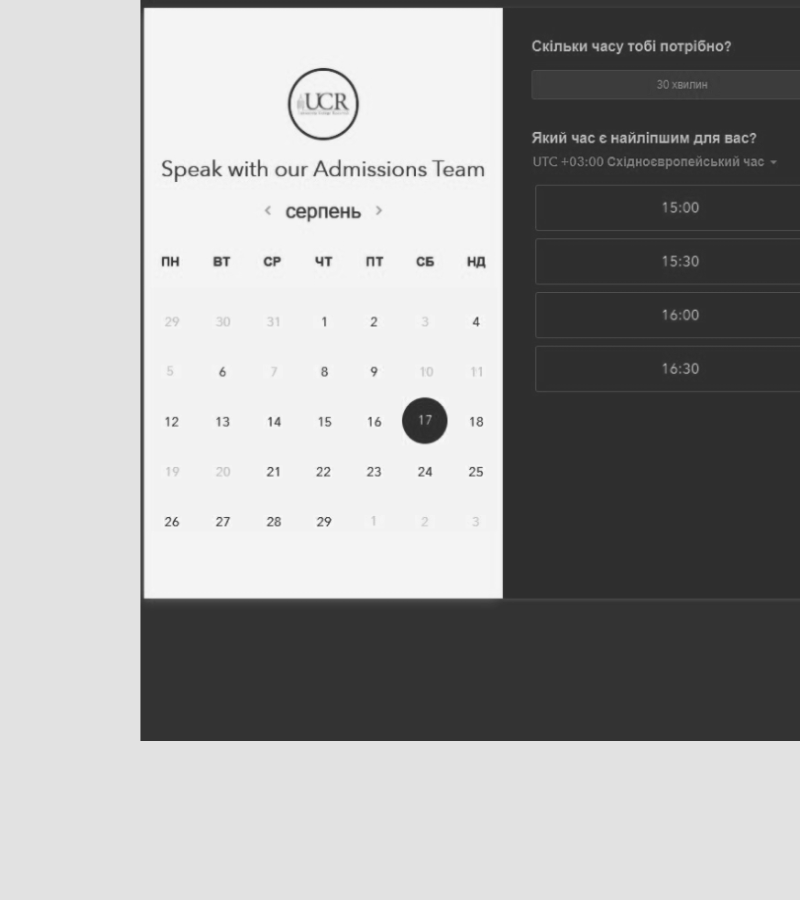 UCR
Speak with our Admissions Team
< серпень >
ПН ВТ СР ЧТ ПТ СБ НД
29 30 31 1 2 3 4
5 6 7 8 9 10 11
12 13 14 15 16 17 18
19 20 21 22 23 24 25
26 27 28 29 1 2 3
Скільки часу тобі потрібно?
30 хвилин
Який час є найліпшим для вас?
UTC +03:00 Східноєвропейський час
15:00
15:30
16:00
16:30